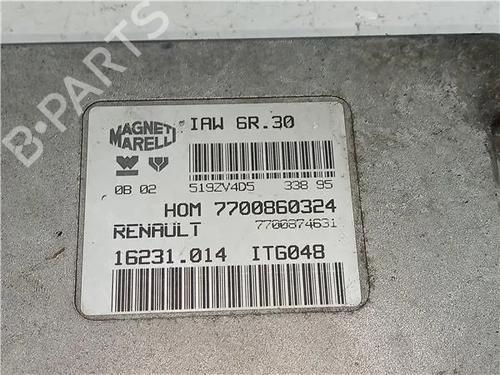 B-PARTS
MAGNETI MARELLI
IAW 6R.30
0B 02 519ZV4D5 338 95
HOM 7700860324
RENAULT 7700874631
16231.014 ITG048